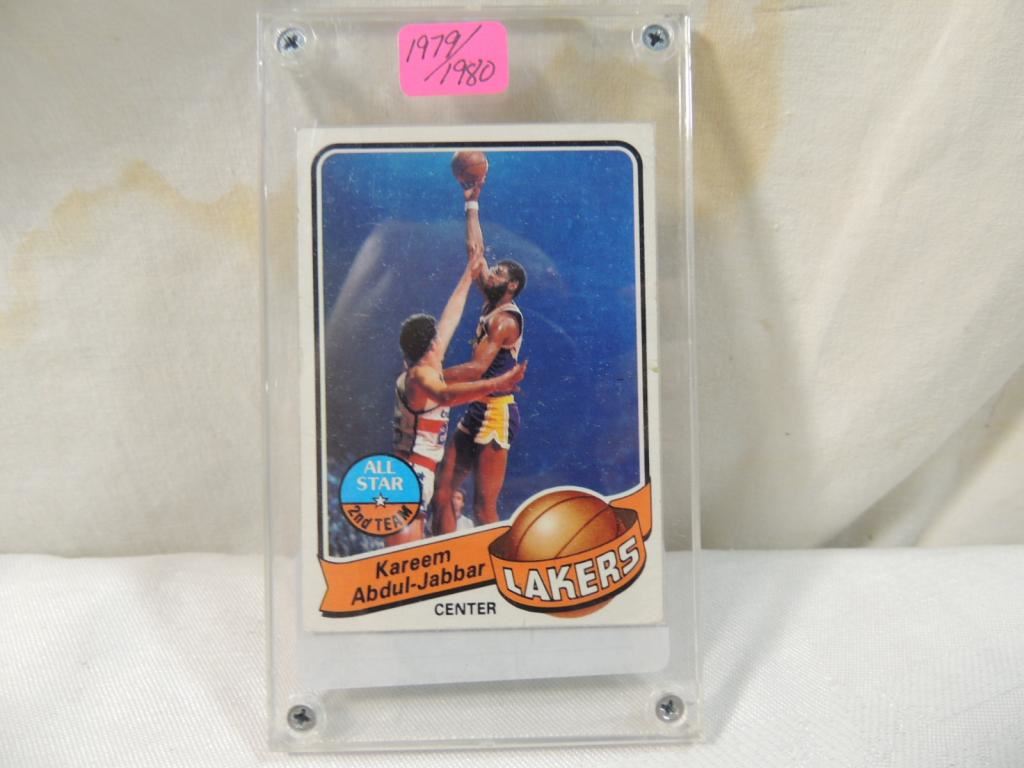 1979/
1980
ALL
STAR
2nd TEAM
Kareem
Abdul-Jabbar
LAKERS
CENTER